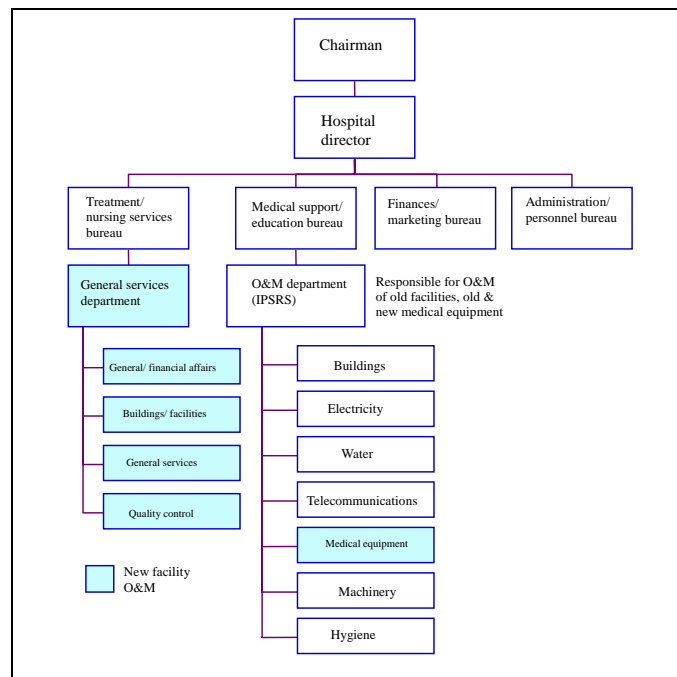 Chairman
Hospital
director
Treatment/
nursing services
bureau
Medical support/
education bureau
Finances/
marketing bureau
Administration/
personnel bureau
General services
department
O&M department
(IPSRS)
Responsible for O&M
of old facilities, old &
new medical equipment
General/ financial affairs
Buildings/ facilities
General services
Quality control
Buildings
Electricity
Water
Telecommunications
Medical equipment
Machinery
Hygiene
New facility
O&M